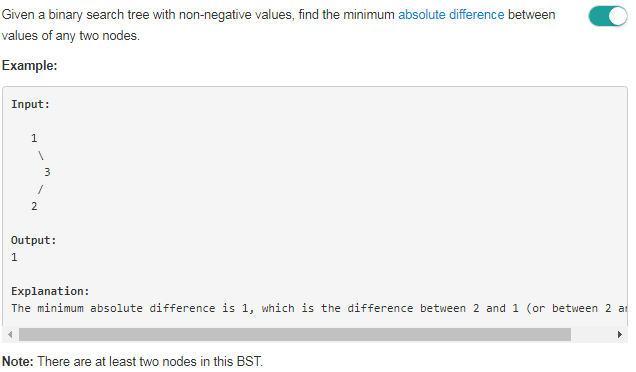 Given a binary search tree with non-negative values, find the minimum absolute difference between
values of any two nodes.
Example:
Input:
1
\
3
/
2
Output:
1
Explanation:
The minimum absolute difference is 1, which is the difference between 2 and 1 (or between 2
Note: There are at least two nodes in this BST.